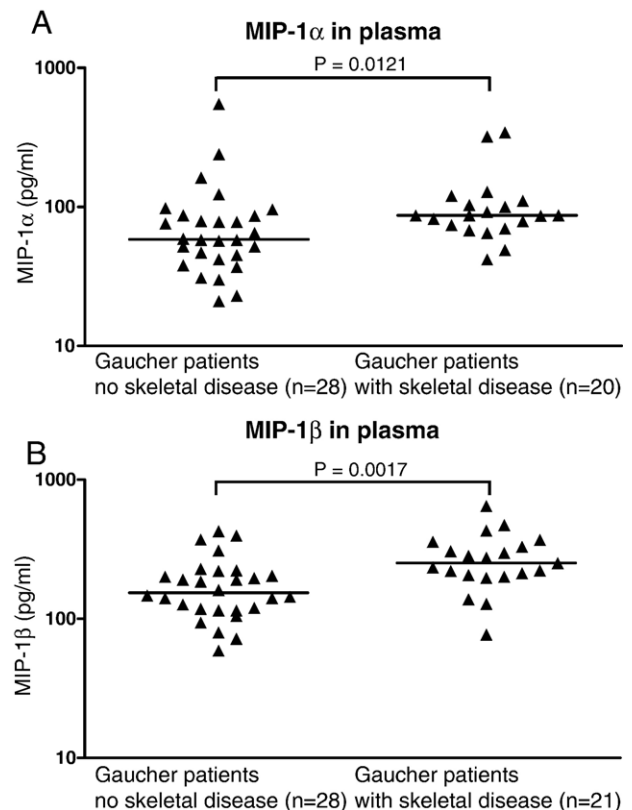 A
MIP-1α in plasma
P = 0.0121
1000
100
10
MIP-1α (pg/ml)
Gaucher patients
no skeletal disease (n=28)
Gaucher patients
with skeletal disease (n=20)
B
MIP-1β in plasma
P = 0.0017
1000
100
10
MIP-1β (pg/ml)
Gaucher patients
no skeletal disease (n=28)
Gaucher patients
with skeletal disease (n=21)